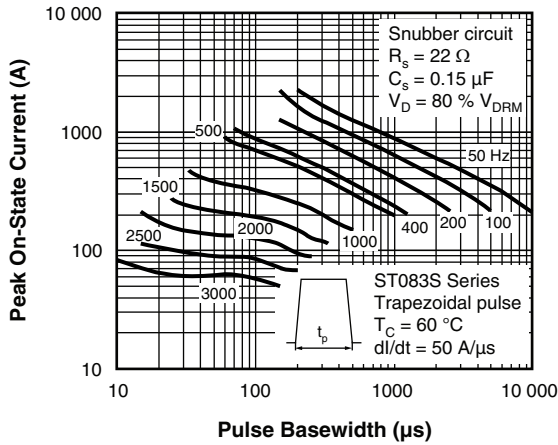 10 000
1000
100
10
Peak On-State Current (A)
Snubber circuit
Rs = 22 Ω
Cs = 0.15 µF
VD = 80 % VDRM
50 Hz
500
1500
2000
2500
3000
1000
400
200
100
ST083S Series
Trapezoidal pulse
TC = 60 °C
dI/dt = 50 A/µs
tp
10
100
1000
10 000
Pulse Basewidth (µs)